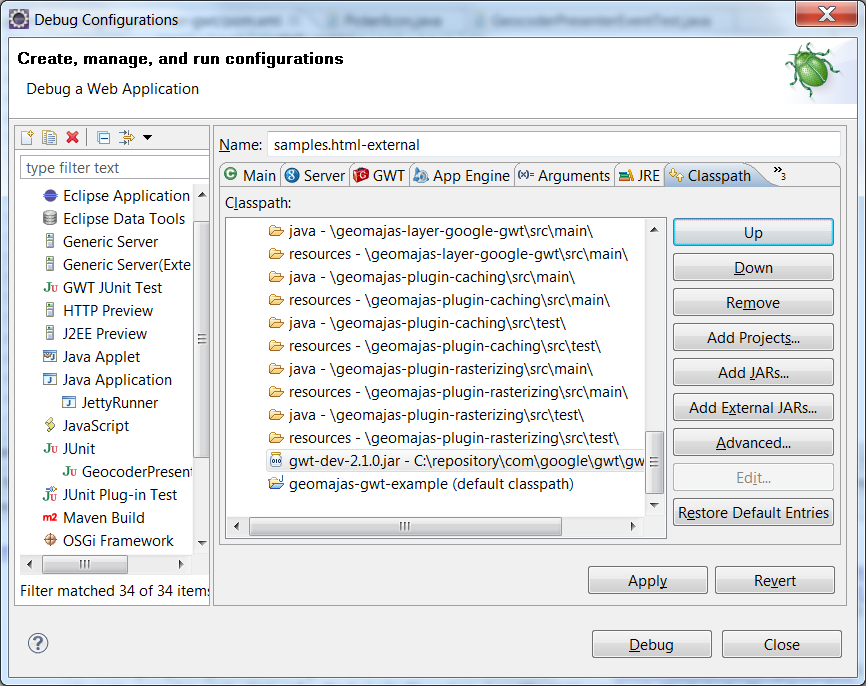 Debug Configurations
Create, manage, and run configurations
Debug a Web Application
type filter text
Eclipse Application
Eclipse Data Tools
Generic Server
Generic Server(Exte
Ju GWT JUnit Test
HTTP Preview
J2EE Preview
Java Applet
Java Application
JettyRunner
JavaScript
Ju JUnit
Ju GeocoderPresent
JUnit Plug-in Test
m2 Maven Build
OSGi Framework
Filter matched 34 of 34 items
Name: samples.html-external
Main Server GWT App Engine (x)= Arguments JRE Classpath »3
Classpath:
java - \geomajas-layer-google-gwt\src\main\
resources - \geomajas-layer-google-gwt\src\main\
java - \geomajas-plugin-caching\src\main\
resources - \geomajas-plugin-caching\src\main\
java - \geomajas-plugin-caching\src\test\
resources - \geomajas-plugin-caching\src\test\
java - \geomajas-plugin-rasterizing\src\main\
resources - \geomajas-plugin-rasterizing\src\main\
java - \geomajas-plugin-rasterizing\src\test\
resources - \geomajas-plugin-rasterizing\src\test\
gwt-dev-2.1.0.jar - C:\repository\com\google\gwt\gw
geomajas-gwt-example (default classpath)
Up
Down
Remove
Add Projects...
Add JARs...
Add External JARs...
Advanced...
Edit...
Restore Default Entries
Apply
Revert
?
Debug
Close